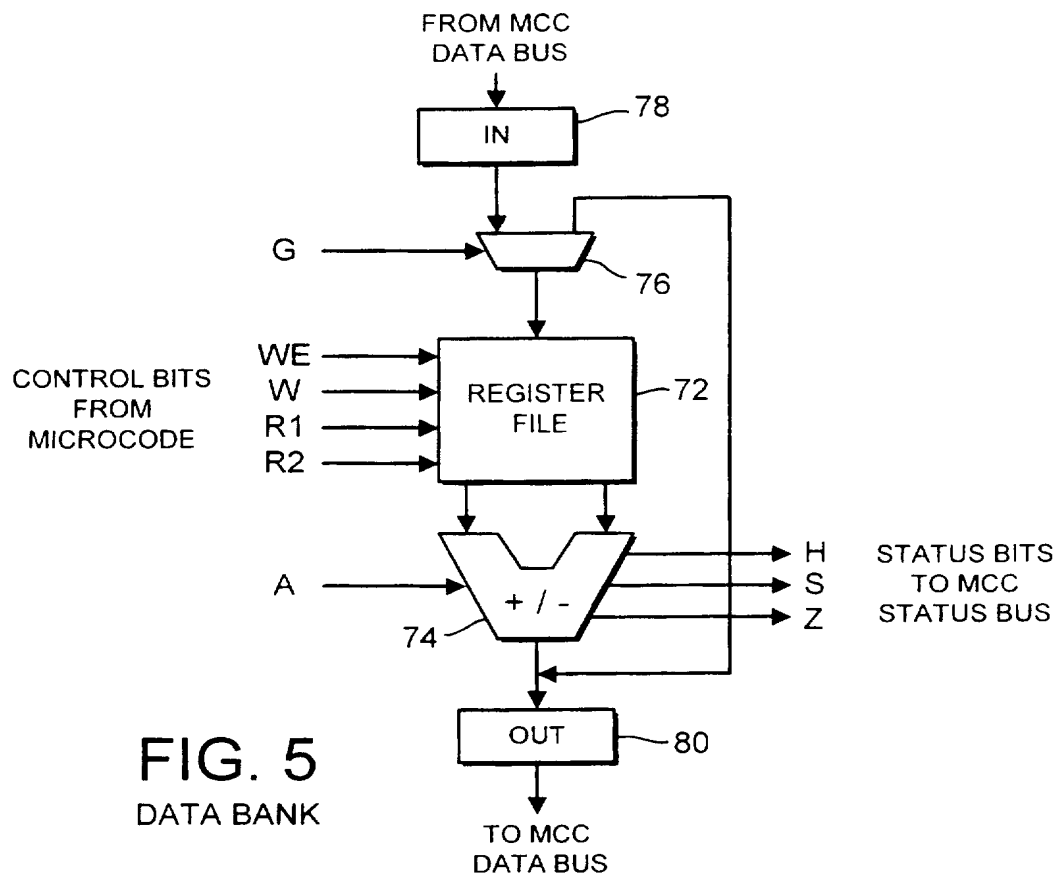 FROM MCC
DATA BUS
IN
78
G
76
CONTROL BITS
FROM
MICROCODE
WE
W
R1
R2
REGISTER
FILE
72
A
+ / -
74
H
S
Z
STATUS BITS
TO MCC
STATUS BUS
OUT
80
FIG. 5
DATA BANK
TO MCC
DATA BUS